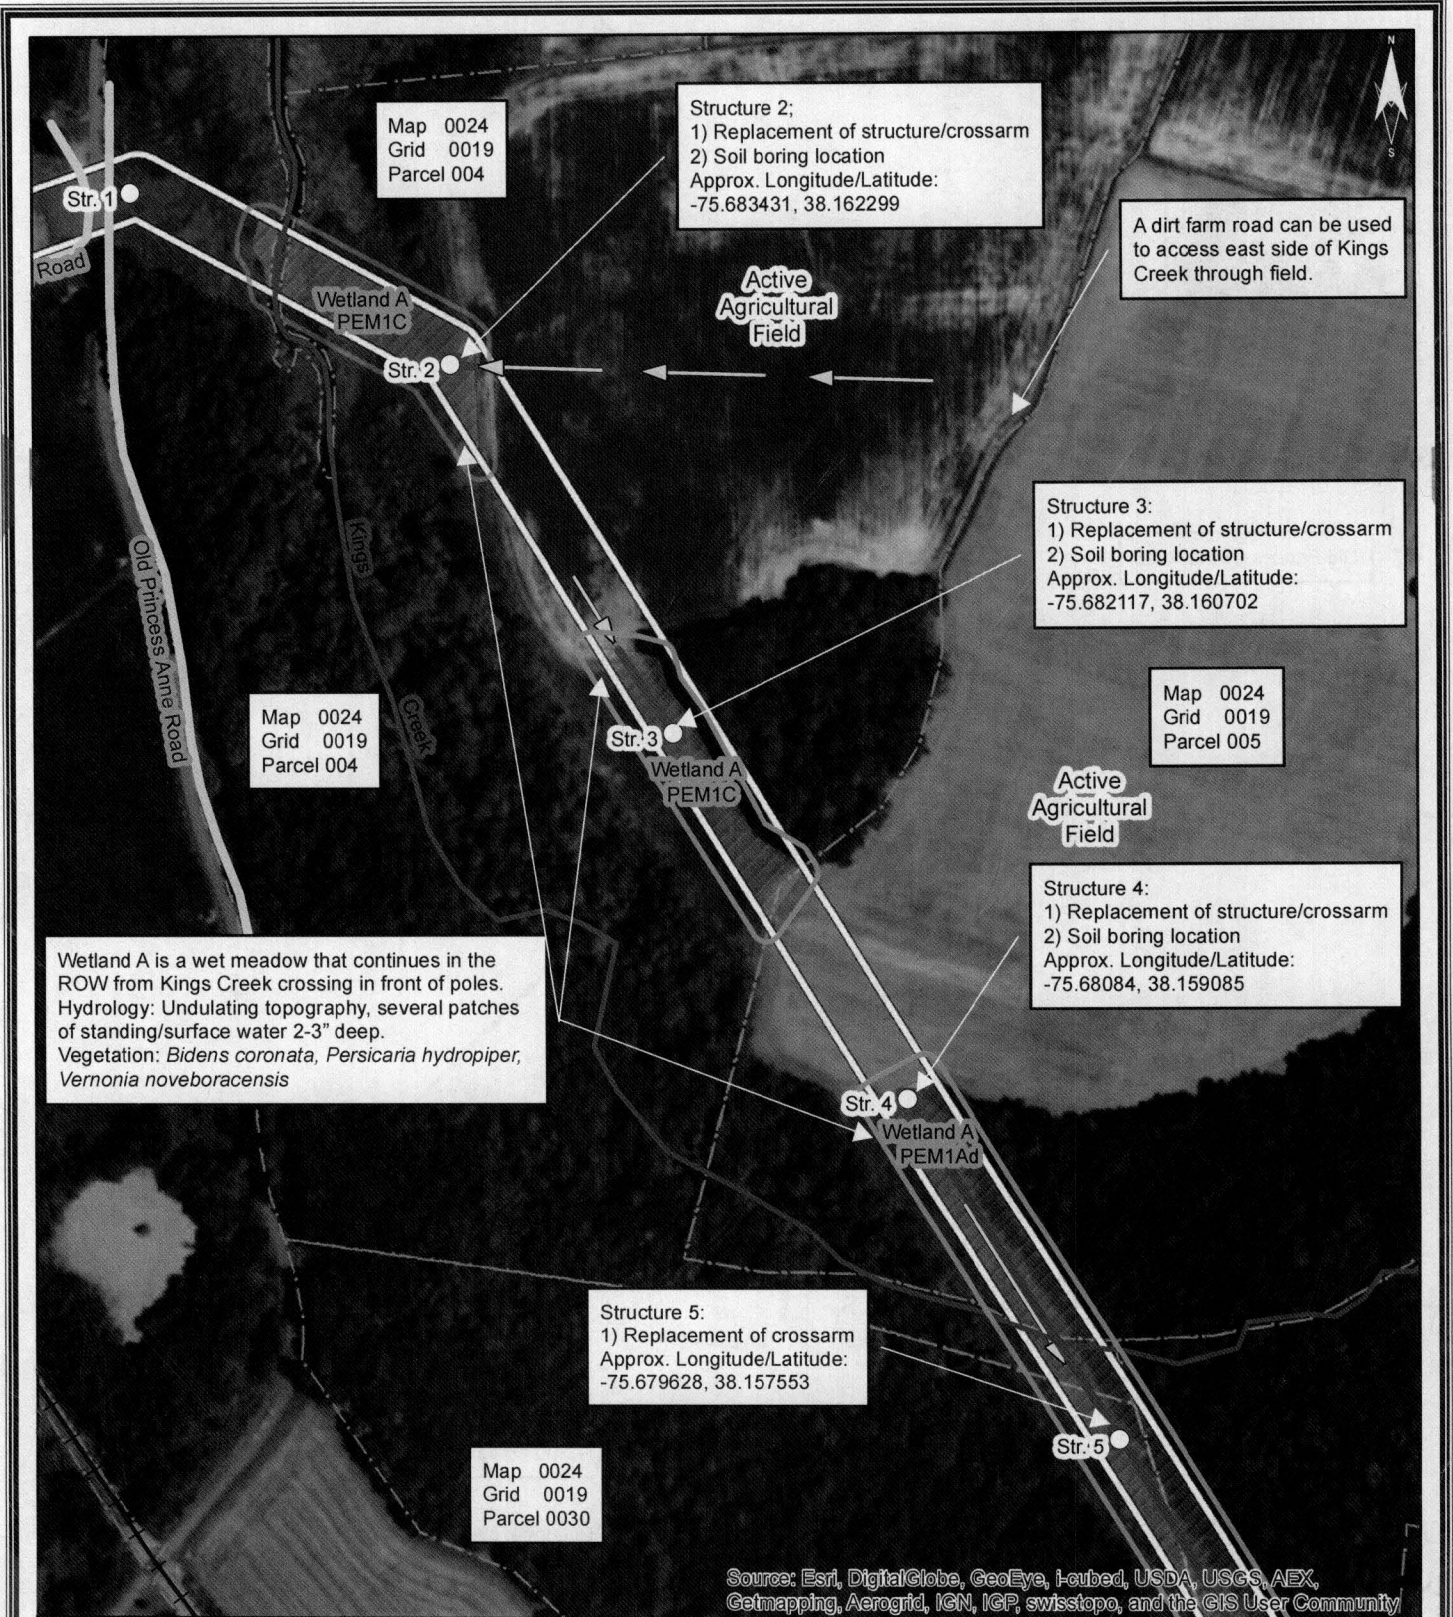 N
S
Map 0024
Grid 0019
Parcel 004
Structure 2;
1) Replacement of structure/crossarm
2) Soil boring location
Approx. Longitude/Latitude:
-75.683431, 38.162299
A dirt farm road can be used
to access east side of Kings
Creek through field.
Str. 1
Road
Wetland A
PEM1C
Active
Agricultural
Field
Str. 2
Kings
Creek
Old Princess Anne Road
Structure 3:
1) Replacement of structure/crossarm
2) Soil boring location
Approx. Longitude/Latitude:
-75.682117, 38.160702
Map 0024
Grid 0019
Parcel 004
Str. 3
Wetland A
PEM1C
Map 0024
Grid 0019
Parcel 005
Active
Agricultural
Field
Structure 4:
1) Replacement of structure/crossarm
2) Soil boring location
Approx. Longitude/Latitude:
-75.68084, 38.159085
Wetland A is a wet meadow that continues in the
ROW from Kings Creek crossing in front of poles.
Hydrology: Undulating topography, several patches
of standing/surface water 2-3” deep.
Vegetation: Bidens coronata, Persicaria hydropiper,
Vernonia noveboracensis
Str. 4
Wetland A
PEM1Ad
Structure 5:
1) Replacement of crossarm
Approx. Longitude/Latitude:
-75.679628, 38.157553
Str. 5
Map 0024
Grid 0019
Parcel 0030
Source: Esri, DigitalGlobe, GeoEye, i-cubed, USDA, USGS, AEX,
Getmapping, Aerogrid, IGN, IGP, swisstopo, and the GIS User Community